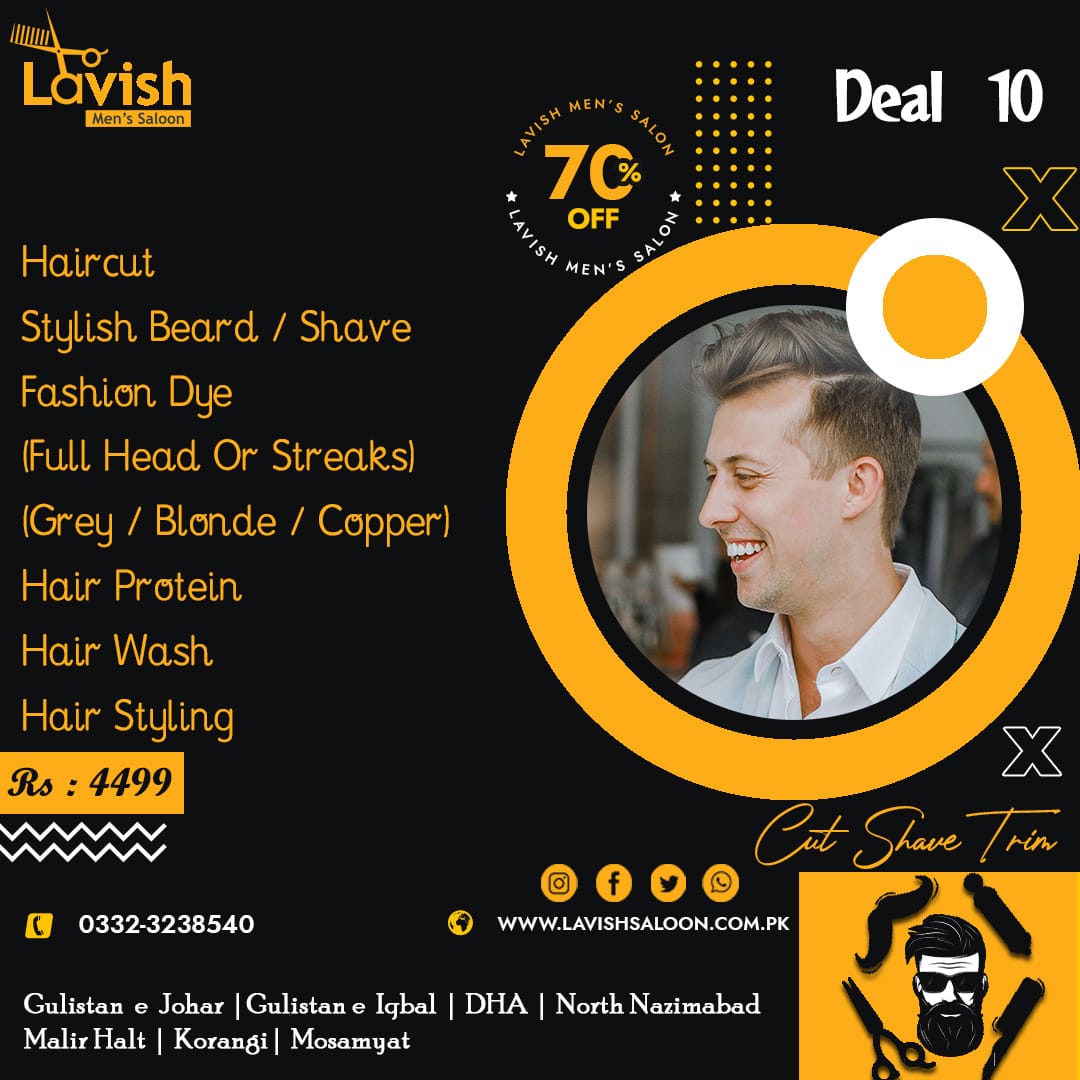 Lavish
Men's Saloon
Deal 10
LAVISH MEN'S SALON
70%
OFF
LAVISH MEN'S SALON
Haircut
Stylish Beard / Shave
Fashion Dye
(Full Head Or Streaks)
(Grey / Blonde / Copper)
Hair Protein
Hair Wash
Hair Styling
Rs : 4499
Cut Shave Trim
0332-3238540
WWW.LAVISHSALOON.COM.PK
Gulistan e Johar | Gulistan e Iqbal | DHA | North Nazimabad
Malir Halt | Korangi | Mosamyat